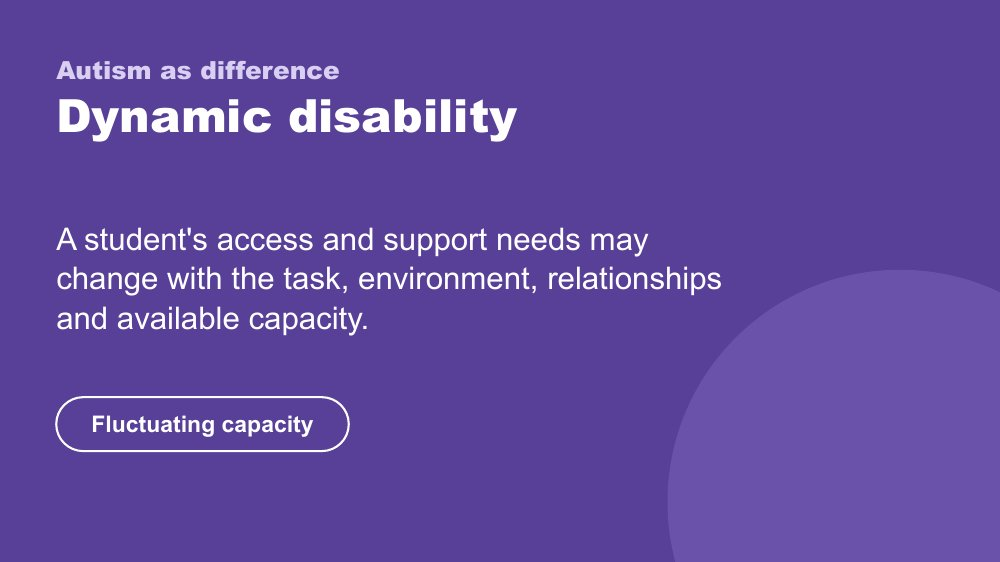 Autism as difference
Dynamic disability
A student's access and support needs may
change with the task, environment, relationships
and available capacity.
Fluctuating capacity